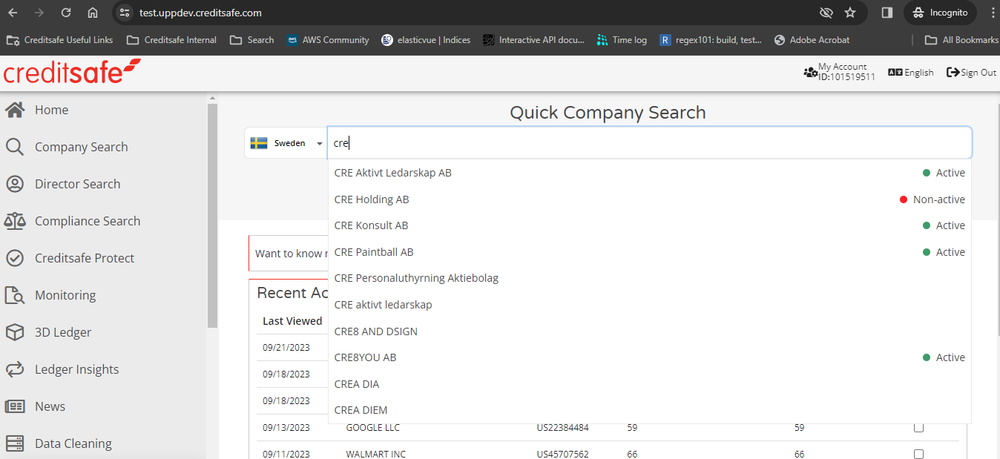 test.uppdev.creditsafe.com
Incognito
Creditsafe Useful Links
Creditsafe Internal
Search
aws
AWS Community
elasticvue | Indices
Interactive API docu...
Time log
R
regex101: build, test...
Adobe Acrobat
All Bookmarks
creditsafe
My Account
ID:101519511
English
Sign Out
Home
Company Search
Director Search
Compliance Search
Creditsafe Protect
Monitoring
3D Ledger
Ledger Insights
News
Data Cleaning
Quick Company Search
Sweden
cre
CRE Aktivt Ledarskap AB Active
CRE Holding AB Non-active
CRE Konsult AB Active
CRE Paintball AB Active
CRE Personaluthyrning Aktiebolag
CRE aktivt ledarskap
CRE8 AND DSIGN
CRE8YOU AB Active
CREA DIA
CREA DIEM
Want to know
Recent Ac
Last Viewed
09/21/2023
09/18/2023
09/18/2023
09/13/2023 GOOGLE LLC US22384484 59 59
09/11/2023 WALMART INC US45707562 66 66